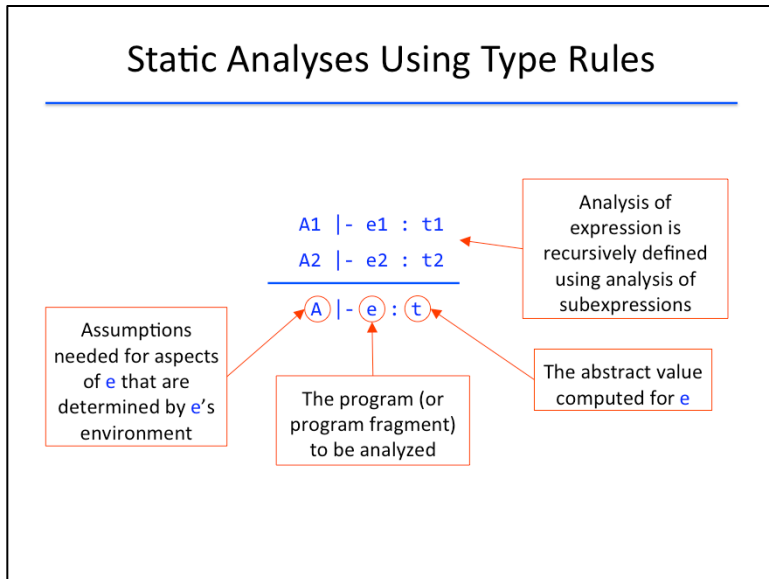 Static Analyses Using Type Rules
A1 |- e1 : t1
A2 |- e2 : t2
A |- e : t
Analysis of
expression is
recursively defined
using analysis of
subexpressions
Assumptions
needed for aspects
of e that are
determined by e's
environment
The program (or
program fragment)
to be analyzed
The abstract value
computed for e